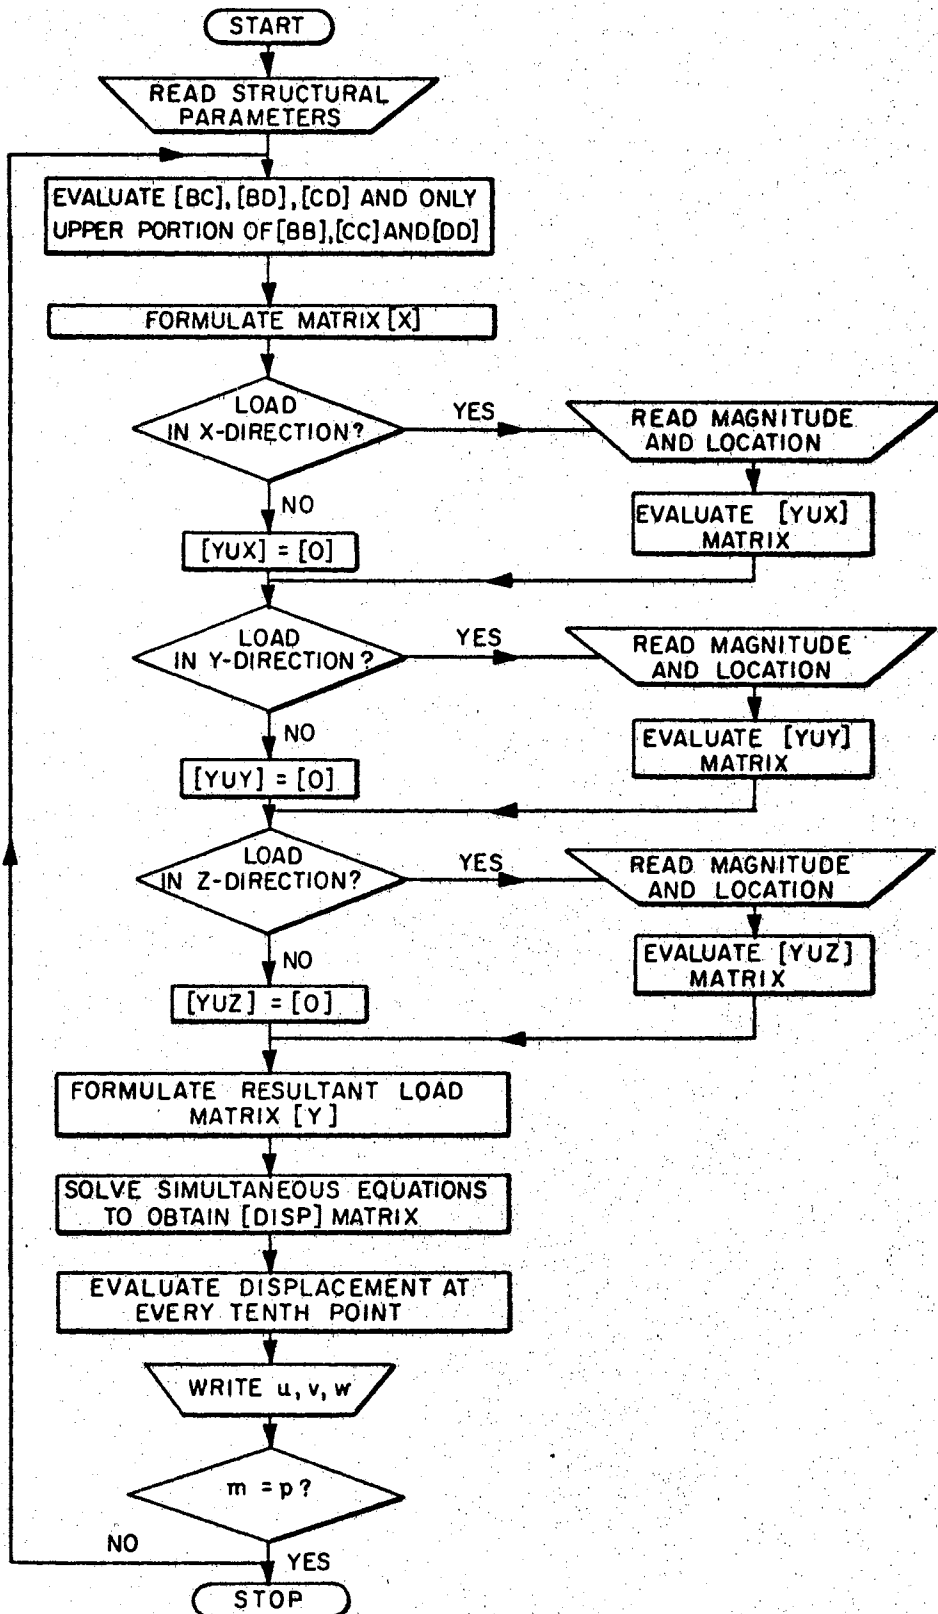 START
READ STRUCTURAL
PARAMETERS
EVALUATE [BC], [BD], [CD] AND ONLY
UPPER PORTION OF [BB], [CC] AND [DD]
FORMULATE MATRIX [X]
LOAD
IN X-DIRECTION?
YES
READ MAGNITUDE
AND LOCATION
NO
EVALUATE [YUX]
MATRIX
[YUX] = [O]
LOAD
IN Y-DIRECTION?
YES
READ MAGNITUDE
AND LOCATION
NO
EVALUATE [YUY]
MATRIX
[YUY] = [O]
LOAD
IN Z-DIRECTION?
YES
READ MAGNITUDE
AND LOCATION
NO
EVALUATE [YUZ]
MATRIX
[YUZ] = [O]
FORMULATE RESULTANT LOAD
MATRIX [Y]
SOLVE SIMULTANEOUS EQUATIONS
TO OBTAIN [DISP] MATRIX
EVALUATE DISPLACEMENT AT
EVERY TENTH POINT
WRITE u, v, w
m = p?
NO
YES
STOP